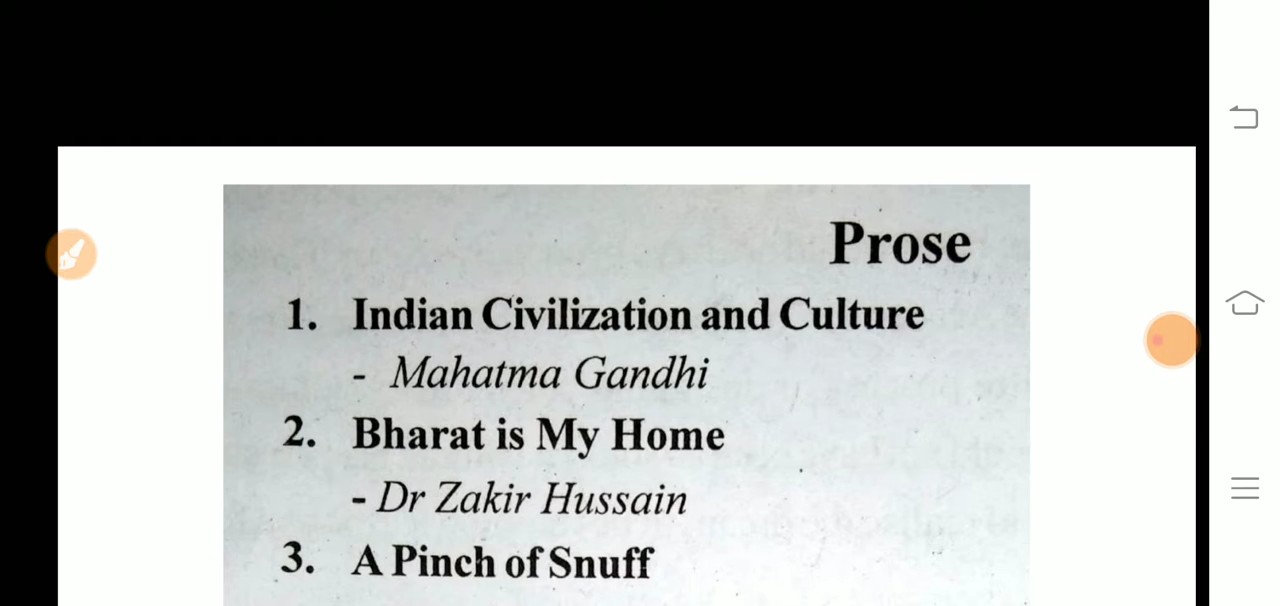 Prose
1. Indian Civilization and Culture
- Mahatma Gandhi
2. Bharat is My Home
- Dr Zakir Hussain
3. A Pinch of Snuff